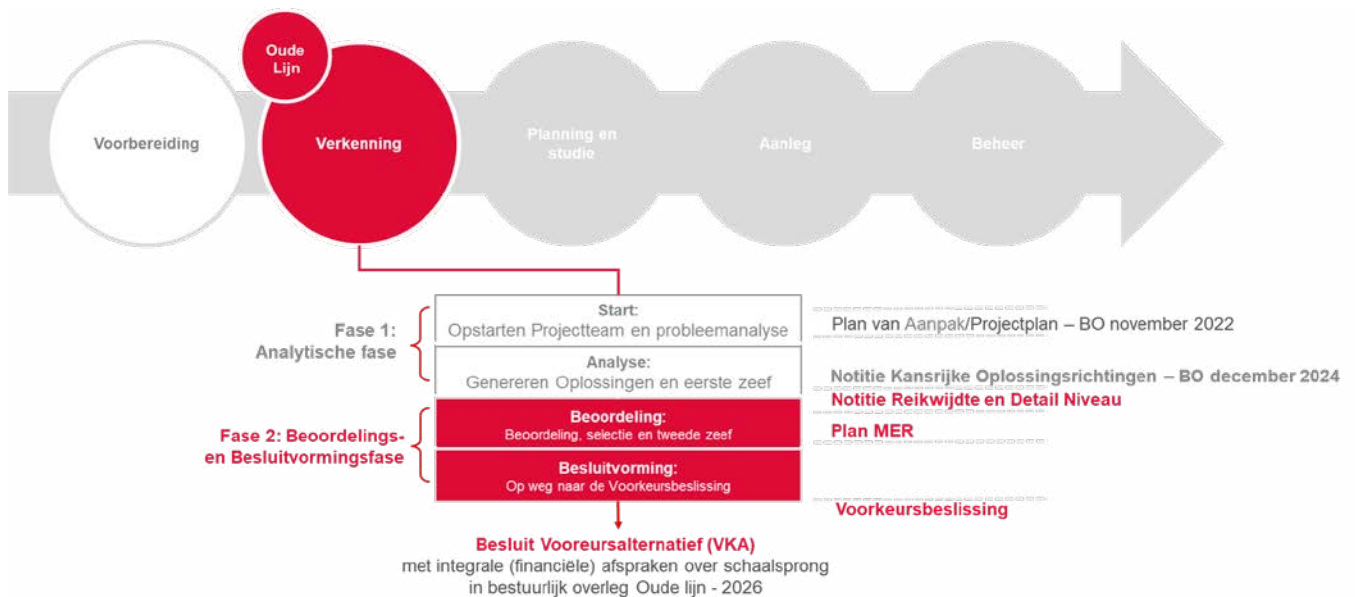 Oude
Lijn
Voorbereiding
Verkenning
Planning en
studie
Aanleg
Beheer
Fase 1:
Analytische fase
Start:
Opstarten Projectteam en probleemanalyse
Plan van Aanpak/Projectplan – BO november 2022
Analyse:
Genereren Oplossingen en eerste zeef
Notitie Kansrijke Oplossingsrichtingen – BO december 2024
Notitie Reikwijdte en Detail Niveau
Fase 2: Beoordelings-
en Besluitvormingsfase
Beoordeling:
Beoordeling, selectie en tweede zeef
Plan MER
Besluitvorming:
Op weg naar de Voorkeursbeslissing
Voorkeursbeslissing
Besluit Vooreursalternatief (VKA)
met integrale (financiële) afspraken over schaalsprong
in bestuurlijk overleg Oude lijn - 2026